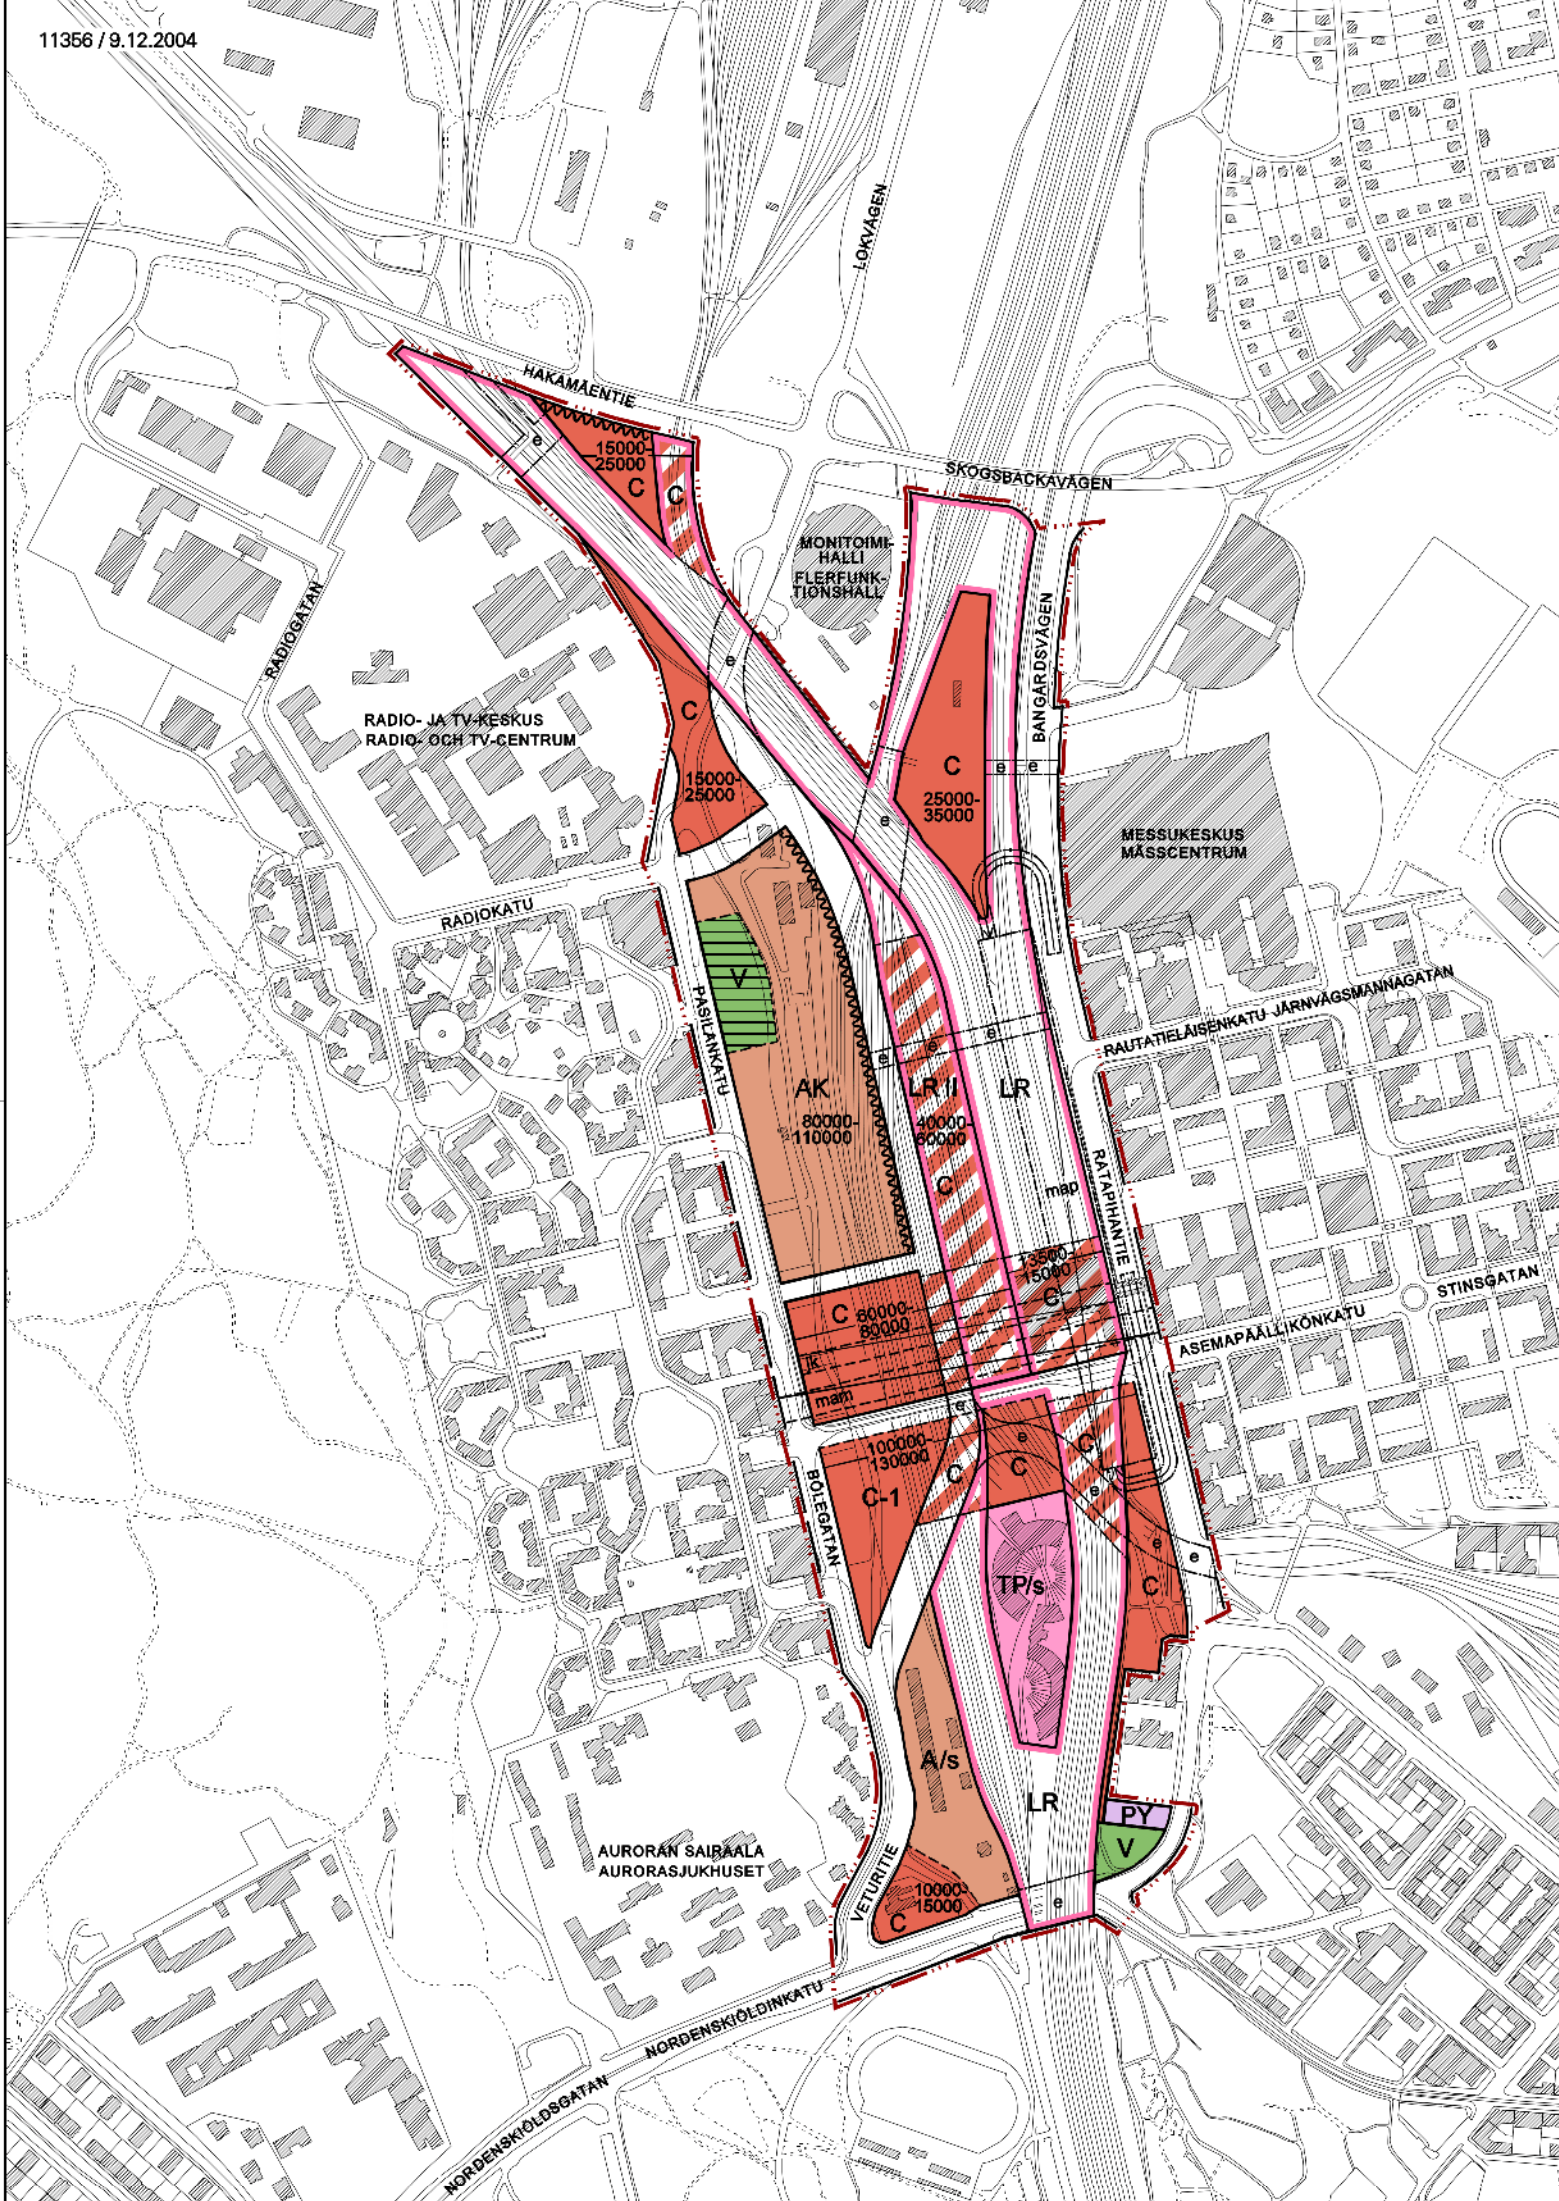 11356 / 9.12.2004
LOKVÄGEN
HAKAMÄENTIE
e
15000-
25000
C
C
SKOGSBACKAVÄGEN
MONITOIMI-
HALLI
FLERFUNK-
TIONSHALL
RADIOGATAN
BANGÅRDSVÄGEN
e
RADIO- JA TV-KESKUS
RADIO- OCH TV-CENTRUM
C
15000-
25000
C
e
e
25000-
35000
e
MESSUKESKUS
MÄSSCENTRUM
RADIOKATU
V
PASILANKATU
e
e
e
RAUTATIELÄISENKATU JÄRNVÄGSMANNAGATAN
AK
80000-
110000
LR II
40000-
60000
LR
C
map
RATAPIHANTIE
13500-
15000
C
STINSGATAN
C
60000-
80000
jk
mam
ASEMAPÄÄLLIKÖNKATU
e
100000-
130000
C-1
C
e
C
C
e
BÖLEGATAN
e
e
TP/s
C
A/s
LR
PY
V
AURORAN SAIRAALA
AURORASJUKHUSET
VETURITIE
10000-
15000
C
e
NORDENSKIÖLDINKATU
NORDENSKIÖLDSGATAN